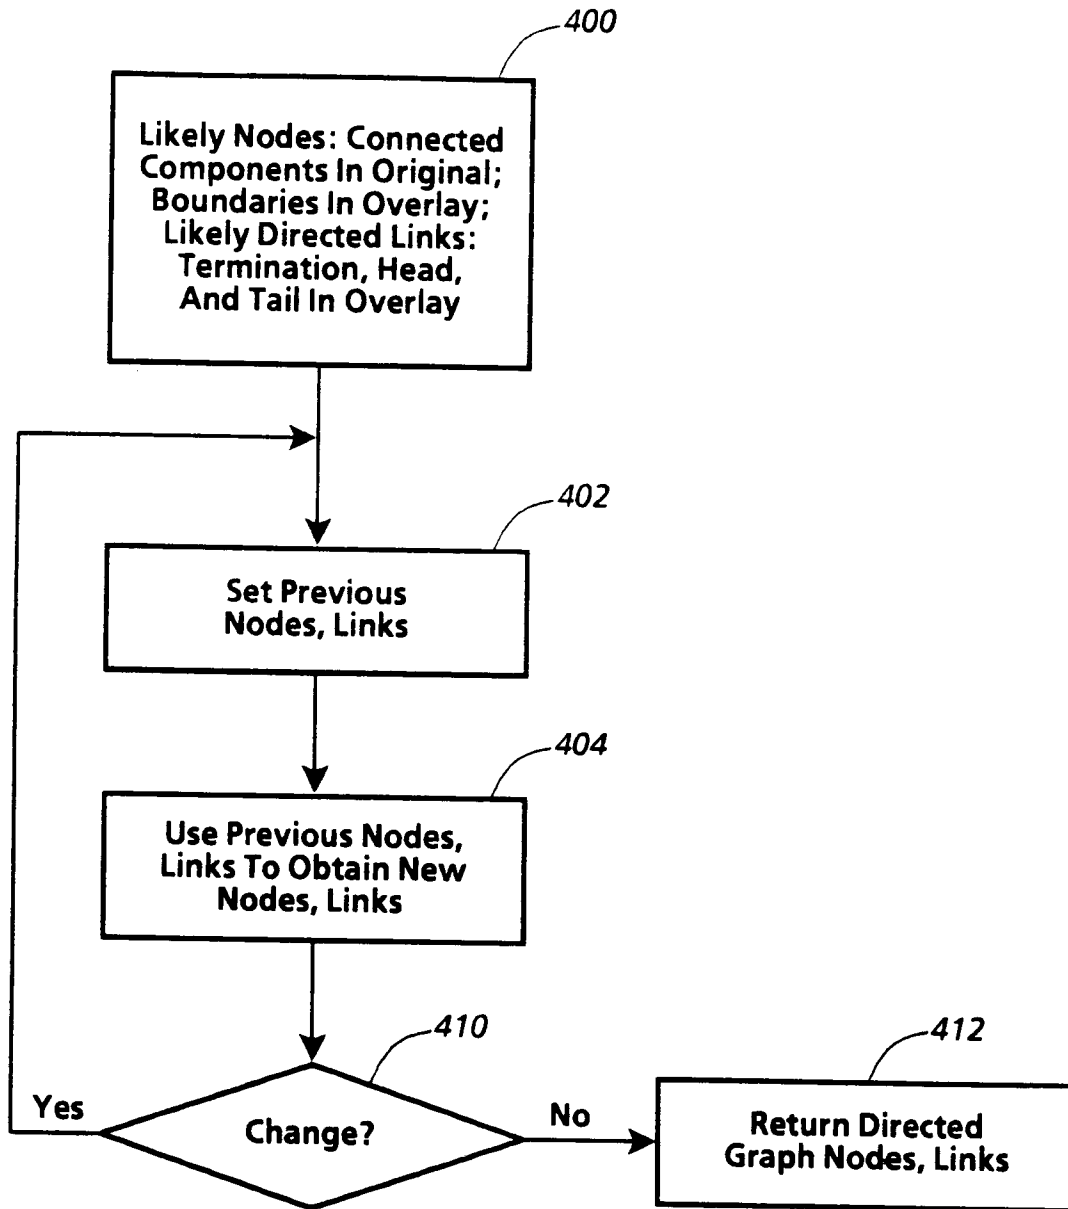 400
Likely Nodes: Connected
Components In Original;
Boundaries In Overlay;
Likely Directed Links:
Termination, Head,
And Tail In Overlay
402
Set Previous
Nodes, Links
404
Use Previous Nodes,
Links To Obtain New
Nodes, Links
410
Yes
Change?
No
412
Return Directed
Graph Nodes, Links